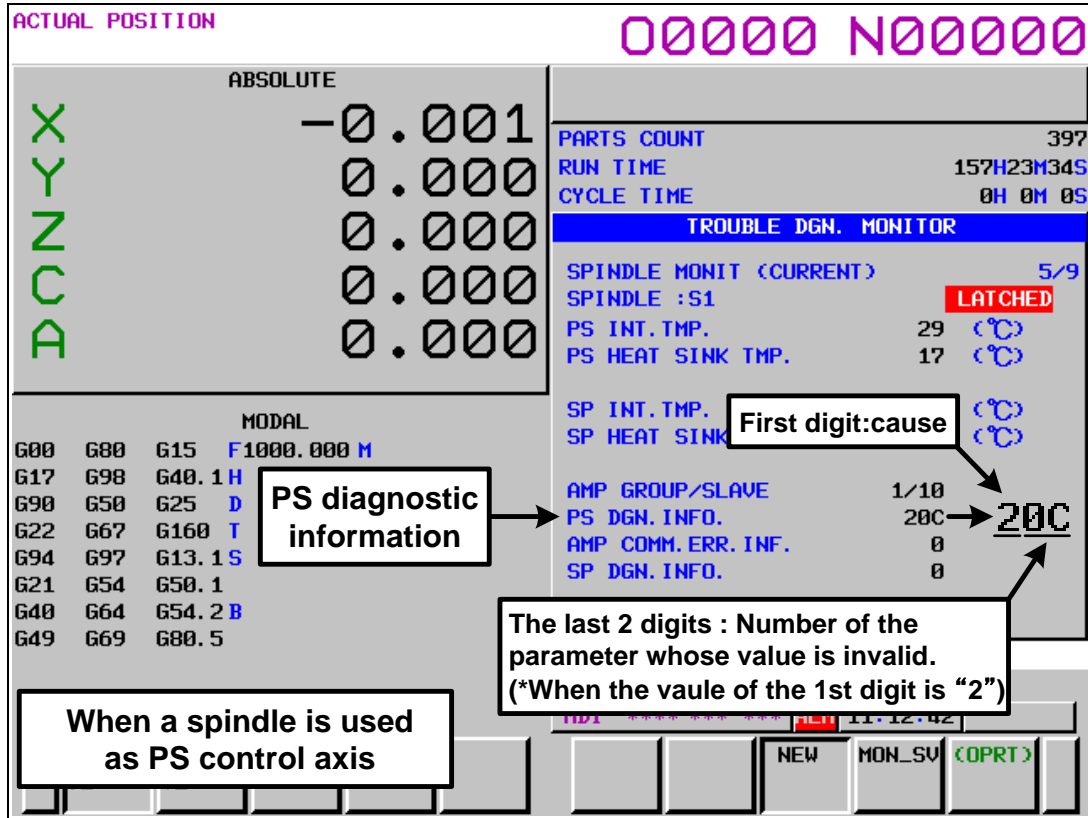 ACTUAL POSITION
O0000 N00000
ABSOLUTE
X -0.001
Y 0.000
Z 0.000
C 0.000
A 0.000
PARTS COUNT 397
RUN TIME 157H23M34S
CYCLE TIME 0H 0M 0S
TROUBLE DGN. MONITOR
SPINDLE MONIT (CURRENT) 5/9
SPINDLE :S1 LATCHED
PS INT.TMP. 29 (℃)
PS HEAT SINK TMP. 17 (℃)
SP INT.TMP. (℃)
SP HEAT SINK (℃)
First digit:cause
AMP GROUP/SLAVE 1/10
PS DGN.INFO. 20C
20C
AMP COMM.ERR.INF. 0
SP DGN.INFO. 0
PS diagnostic
information
The last 2 digits : Number of the
parameter whose value is invalid.
(*When the vaule of the 1st digit is “2”)
MODAL
G00 G80 G15 F1000.000 M
G17 G98 G40.1 H
G90 G50 G25 D
G22 G67 G160 T
G94 G97 G13.1 S
G21 G54 G50.1
G40 G64 G54.2 B
G49 G69 G80.5
When a spindle is used
as PS control axis
MDI **** *** *** ALM 11:12:42
NEW MON_SV (OPRT)